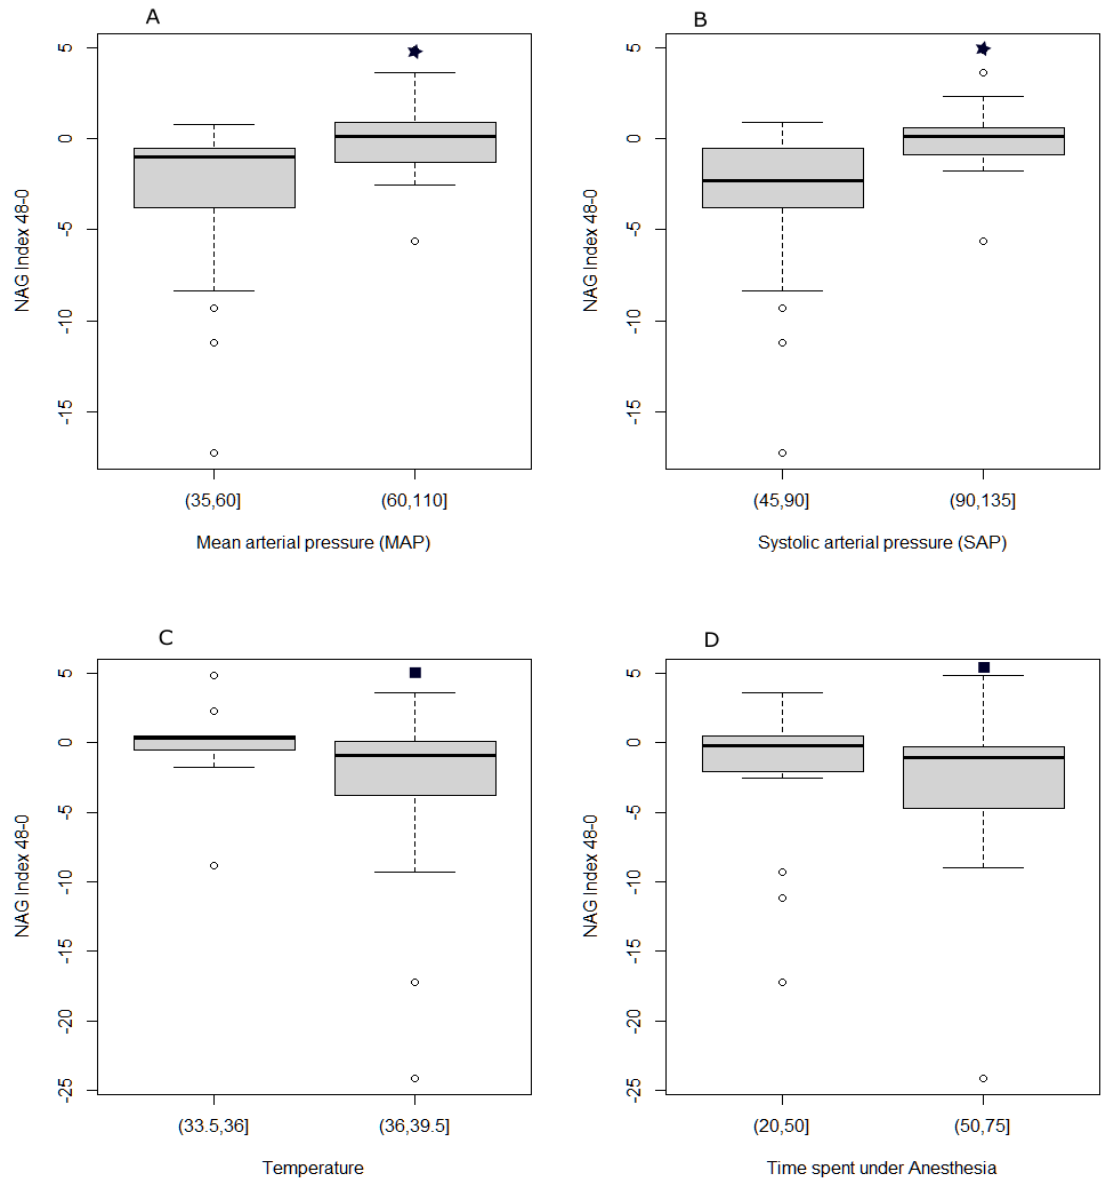 A
5
0
-5
-10
-15
NAG Index 48-0
(35,60]
(60,110]
Mean arterial pressure (MAP)
B
5
0
-5
-10
-15
NAG Index 48-0
(45,90]
(90,135]
Systolic arterial pressure (SAP)
C
5
0
-5
-10
-15
-20
-25
NAG Index 48-0
(33.5,36]
(36,39.5]
Temperature
D
5
0
-5
-10
-15
-20
-25
NAG Index 48-0
(20,50]
(50,75]
Time spent under Anesthesia